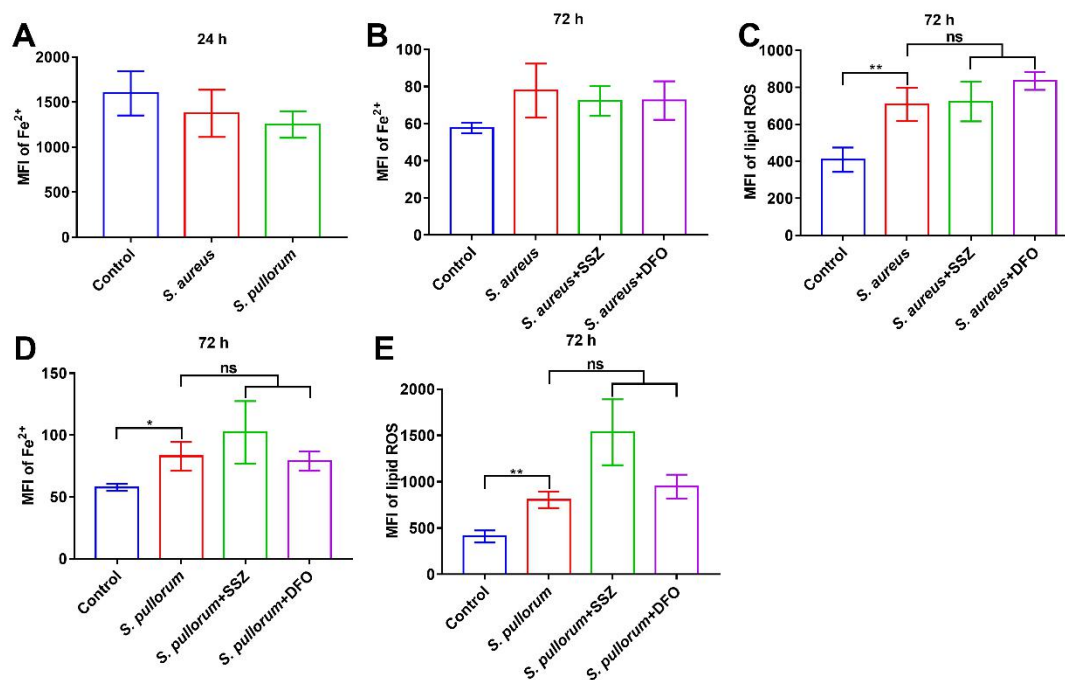 A
24 h
MFI of Fe2+
2000
1500
1000
500
0
Control
S. aureus
S. pullorum
B
72 h
MFI of Fe2+
100
80
60
40
20
0
Control
S. aureus
S. aureus+SSZ
S. aureus+DFO
C
72 h
MFI of lipid ROS
1000
800
600
400
200
0
**
ns
Control
S. aureus
S. aureus+SSZ
S. aureus+DFO
D
72 h
MFI of Fe2+
150
100
50
0
*
ns
Control
S. pullorum
S. pullorum+SSZ
S. pullorum+DFO
E
72 h
MFI of lipid ROS
2000
1500
1000
500
0
**
ns
Control
S. pullorum
S. pullorum+SSZ
S. pullorum+DFO